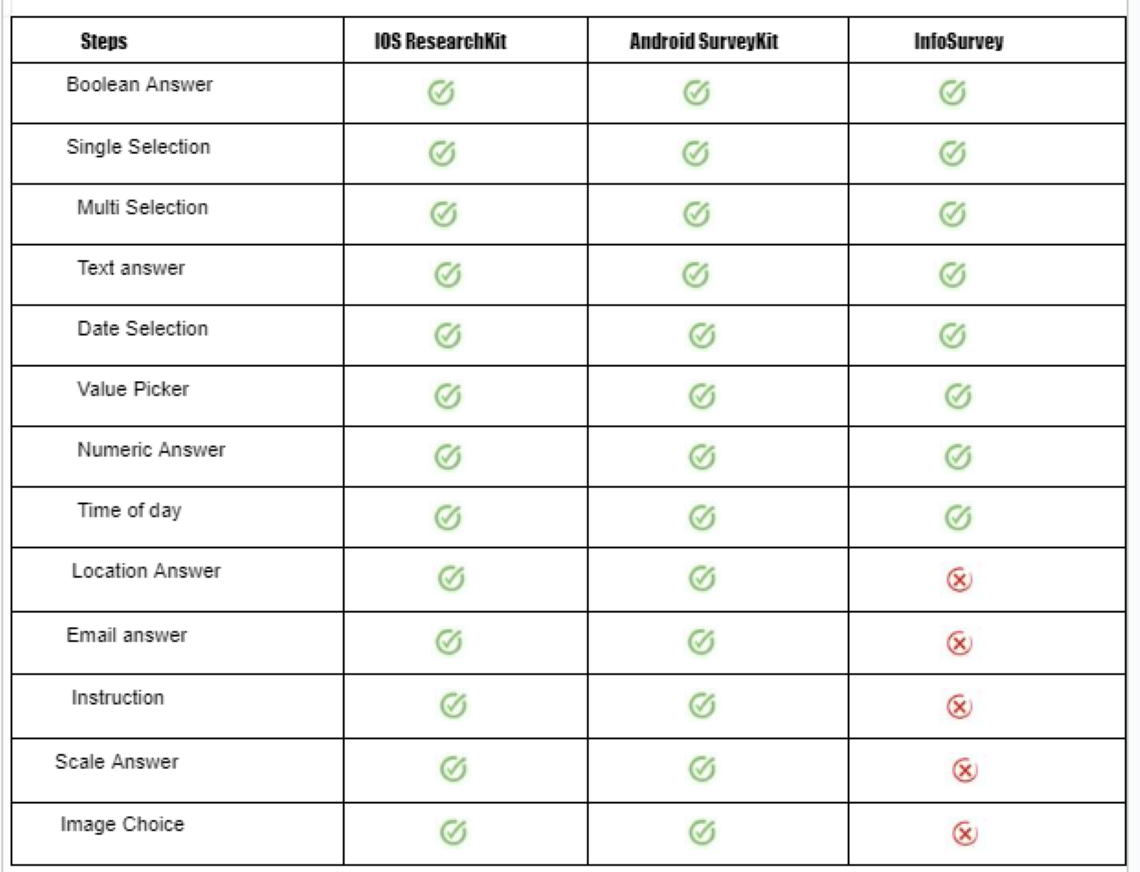 Steps IOS ResearchKit Android SurveyKit InfoSurvey
Boolean Answer
Single Selection
Multi Selection
Text answer
Date Selection
Value Picker
Numeric Answer
Time of day
Location Answer
Email answer
Instruction
Scale Answer
Image Choice